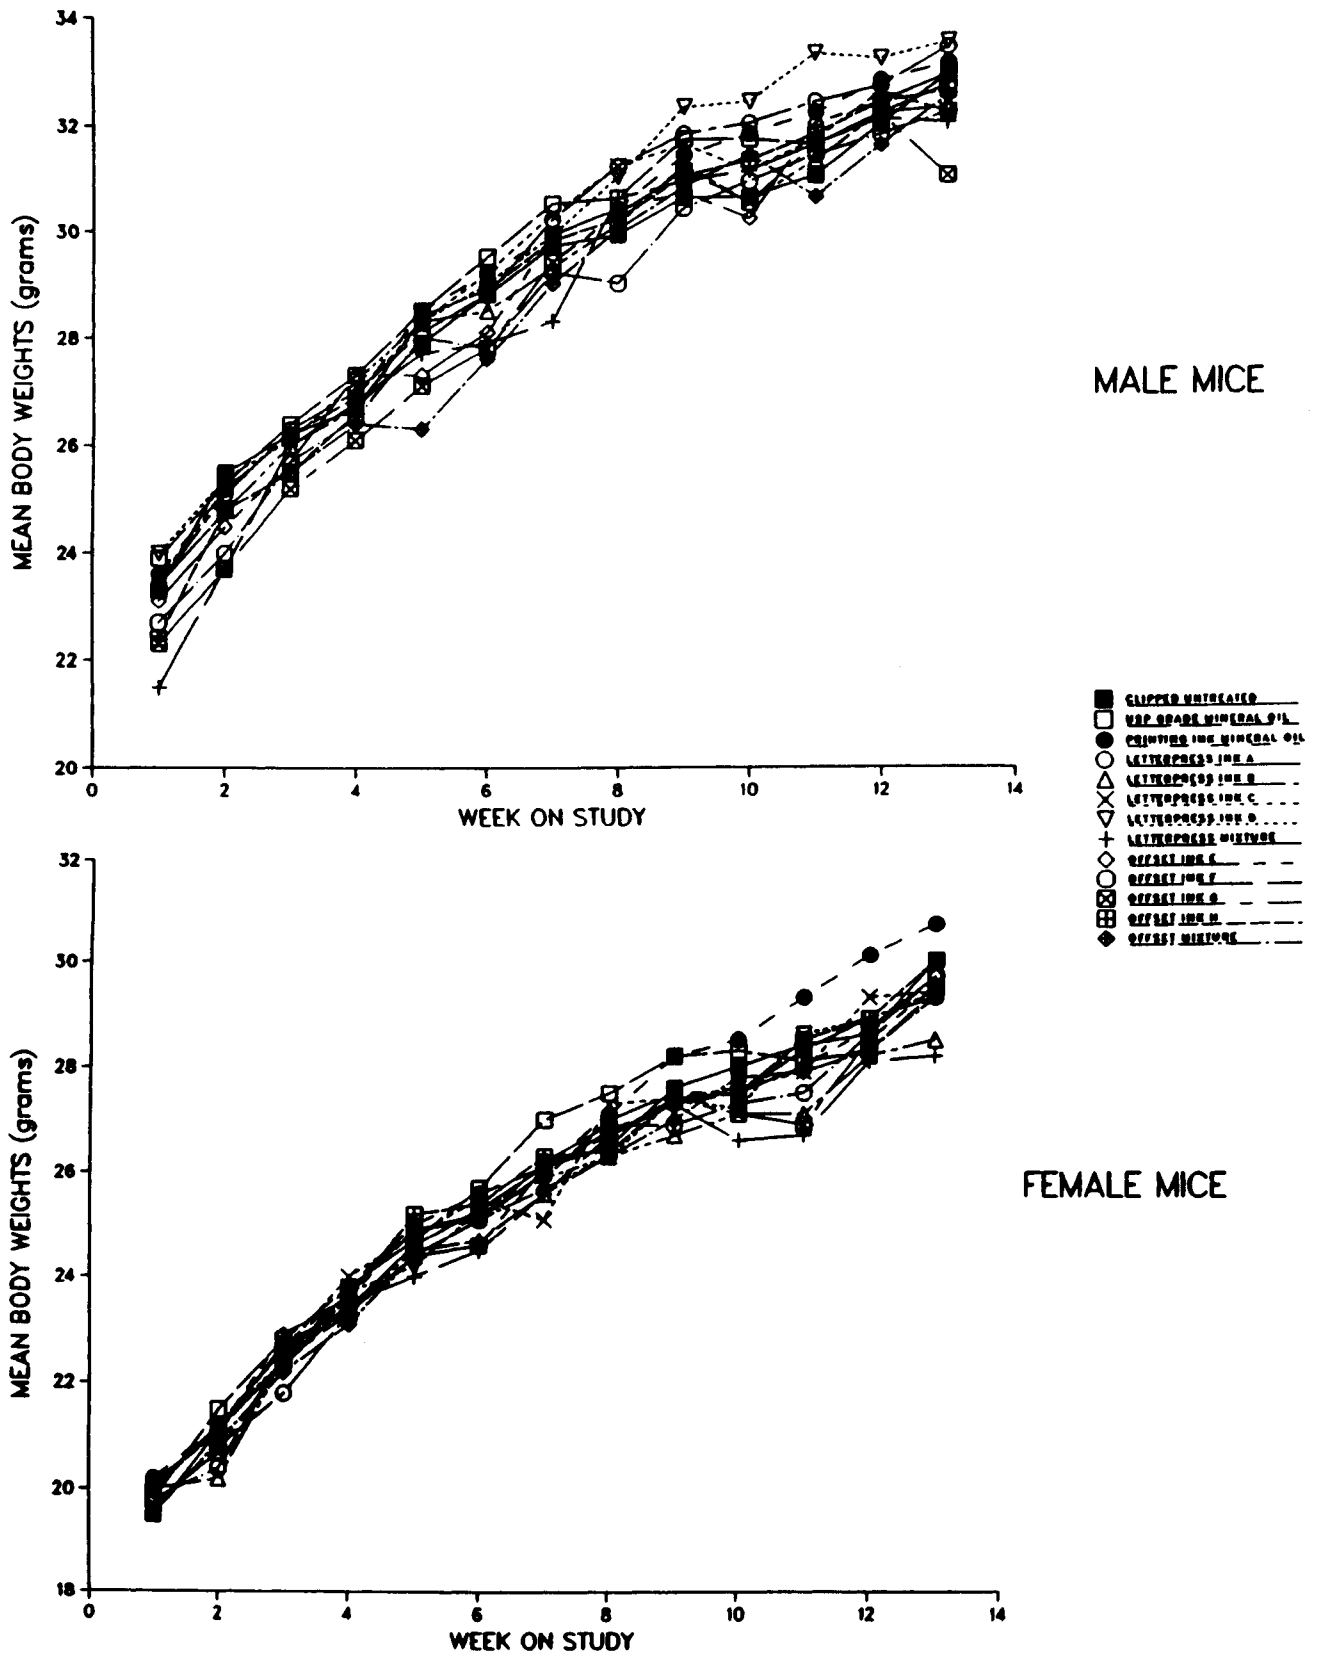 34
32
30
28
26
24
22
20
MEAN BODY WEIGHTS (grams)
0 2 4 6 8 10 12 14
WEEK ON STUDY
MALE MICE
CLIPPED UNTREATED
USP GRADE MINERAL OIL
PRINTING INK MINERAL OIL
LETTERPRESS INK A
LETTERPRESS INK B
LETTERPRESS INK C
LETTERPRESS INK D
LETTERPRESS MIXTURE
OFFSET INK E
OFFSET INK F
OFFSET INK G
OFFSET INK H
OFFSET MIXTURE
32
30
28
26
24
22
20
18
MEAN BODY WEIGHTS (grams)
0 2 4 6 8 10 12 14
WEEK ON STUDY
FEMALE MICE